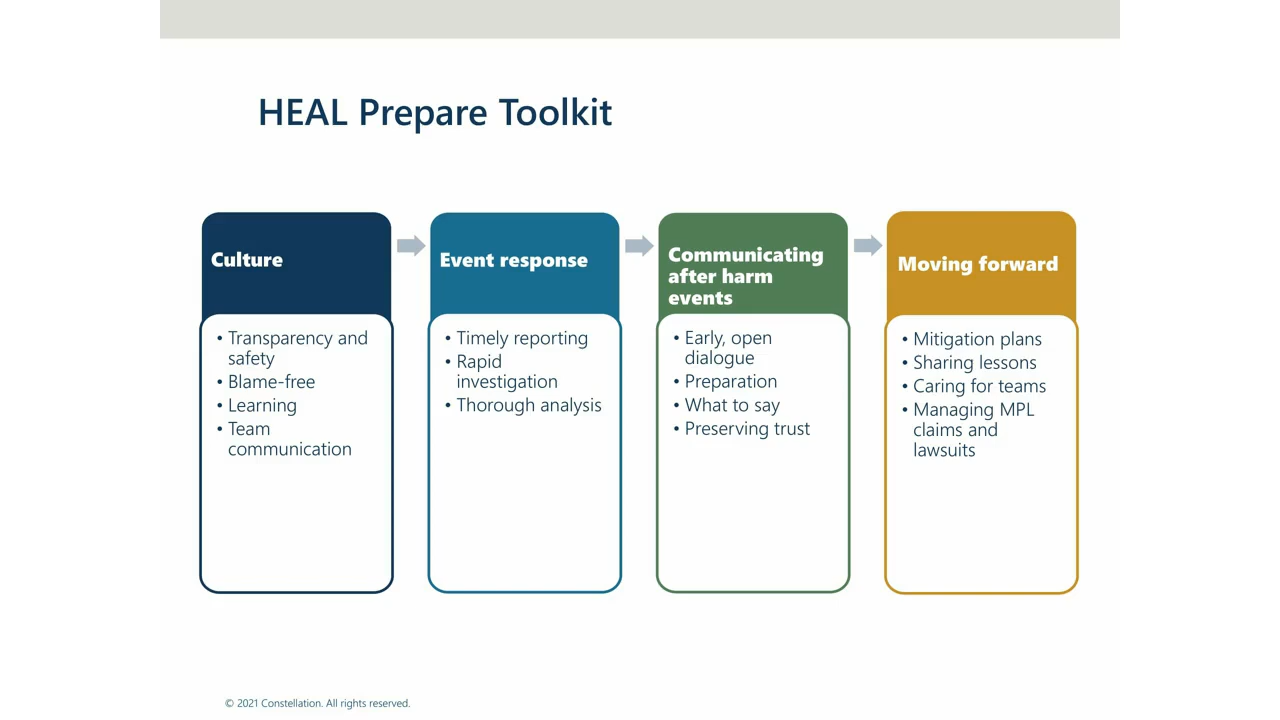 HEAL Prepare Toolkit
Culture
• Transparency and
safety
• Blame-free
• Learning
• Team
communication
Event response
• Timely reporting
• Rapid
investigation
• Thorough analysis
Communicating
after harm
events
• Early, open
dialogue
• Preparation
• What to say
• Preserving trust
Moving forward
• Mitigation plans
• Sharing lessons
• Caring for teams
• Managing MPL
claims and
lawsuits
© 2021 Constellation. All rights reserved.